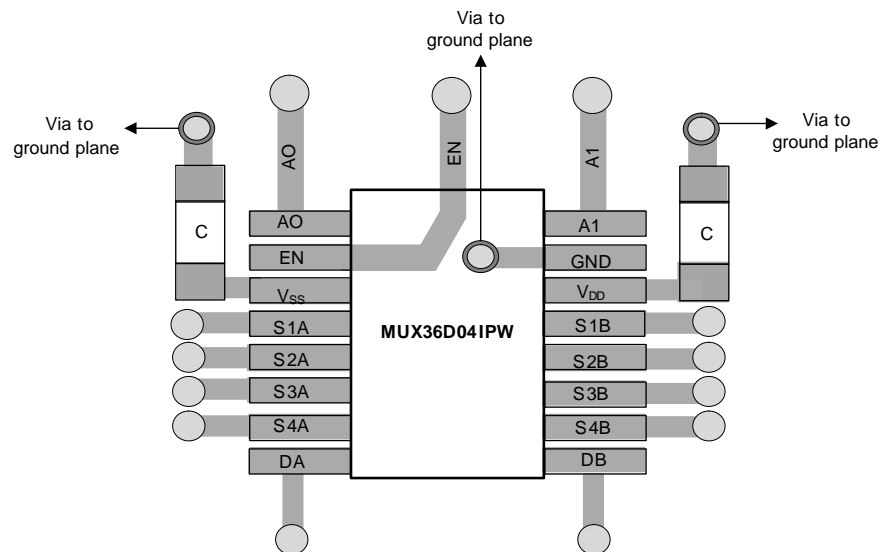 Via to
ground plane
Via to
ground plane
Via to
ground plane
AO
EN
A1
C
C
AO
A1
EN
GND
VSS
VDD
S1A
MUX36D04IPW
S1B
S2A
S2B
S3A
S3B
S4A
S4B
DA
DB